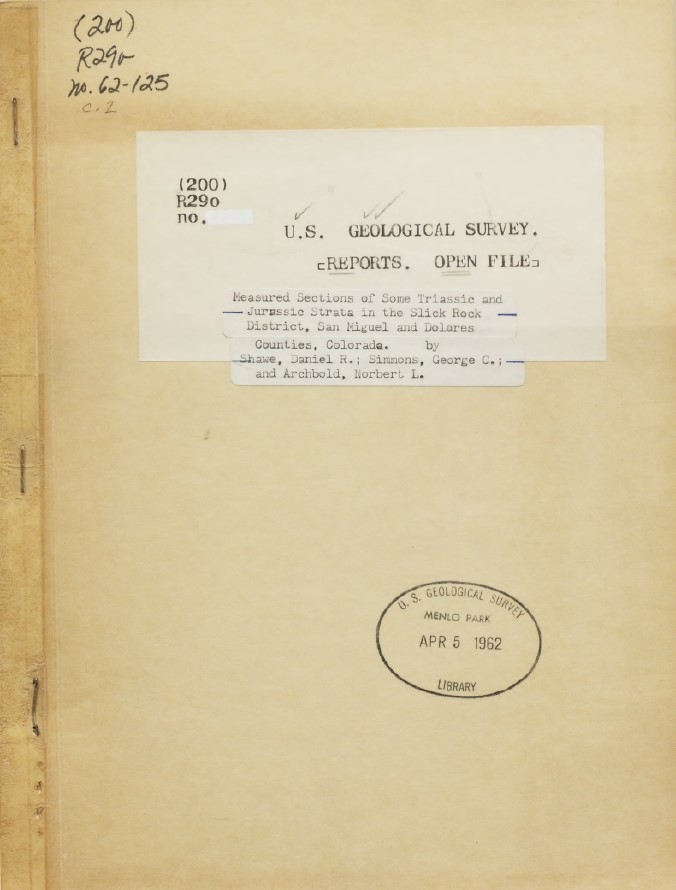 (200)
R29o
no. 62-125
c. 2
(200)
R29o
no.
U.S. GEOLOGICAL SURVEY.
[REPORTS. OPEN FILE]
Measured Sections of Some Triassic and
Jurassic Strata in the Slick Rock
District, San Miguel and Dolores
Counties, Colorado. by
Shawe, Daniel R.; Simmons, George C.;
and Archbold, Norbert L.
U. S. GEOLOGICAL SURVEY
MENLO PARK
APR 5 1962
LIBRARY